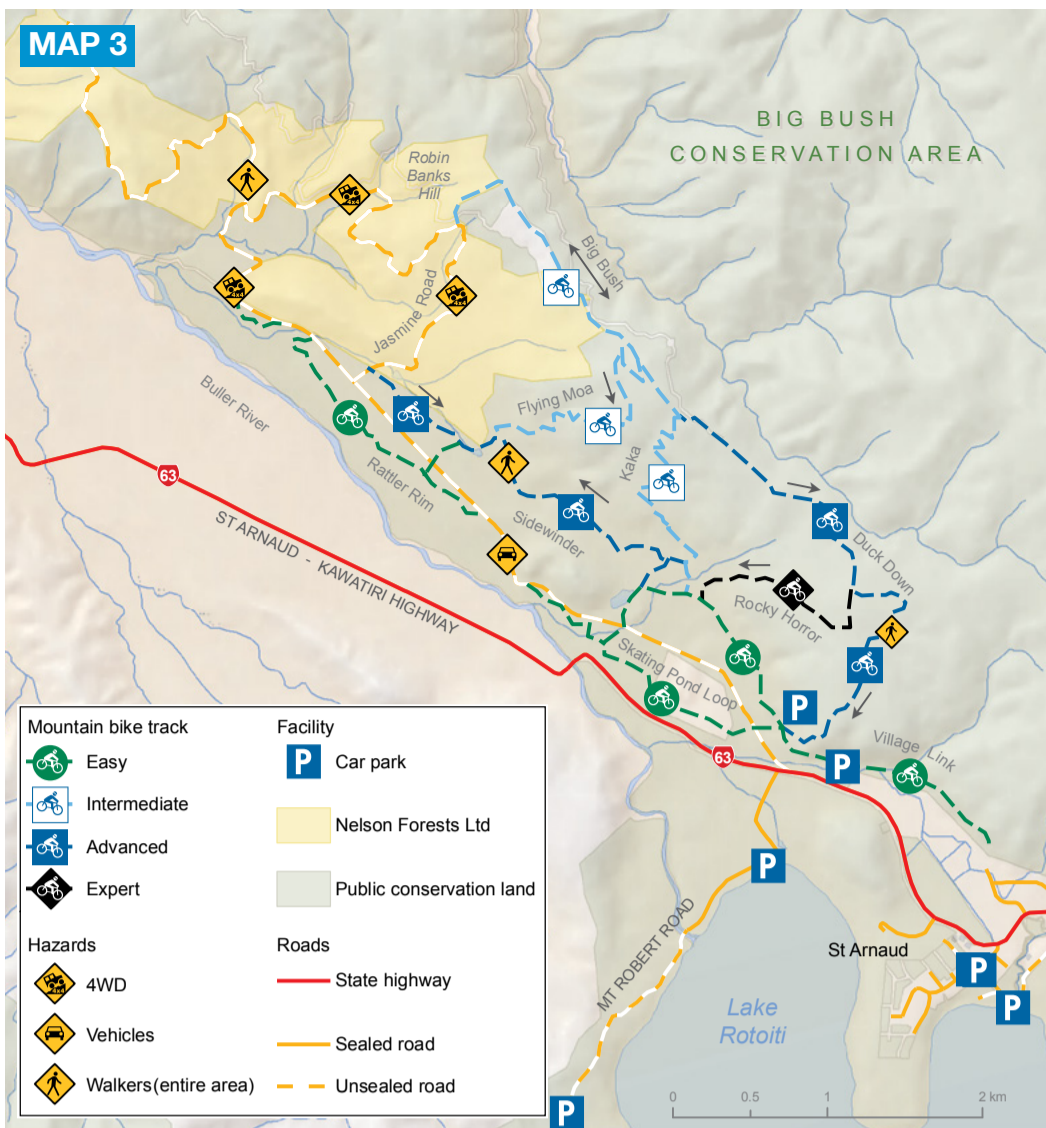 MAP 3
BIG BUSH
CONSERVATION AREA
Robin
Banks
Hill
4x4
Big Bush
4x4
4x4
Jasmine Road
Buller River
Flying Moa
Kaka
Rattler Rim
63
ST ARNAUD - KAWATIRI HIGHWAY
Sidewinder
Duck Down
Rocky Horror
Skating Pond Loop
P
Village Link
63
P
P
MT ROBERT ROAD
St Arnaud
P
P
Lake
Rotoiti
P
0 0.5 1 2 km
Mountain bike track
Easy
Intermediate
Advanced
Expert
Hazards
4x4
4WD
Vehicles
Walkers(entire area)
Facility
P Car park
Nelson Forests Ltd
Public conservation land
Roads
State highway
Sealed road
Unsealed road